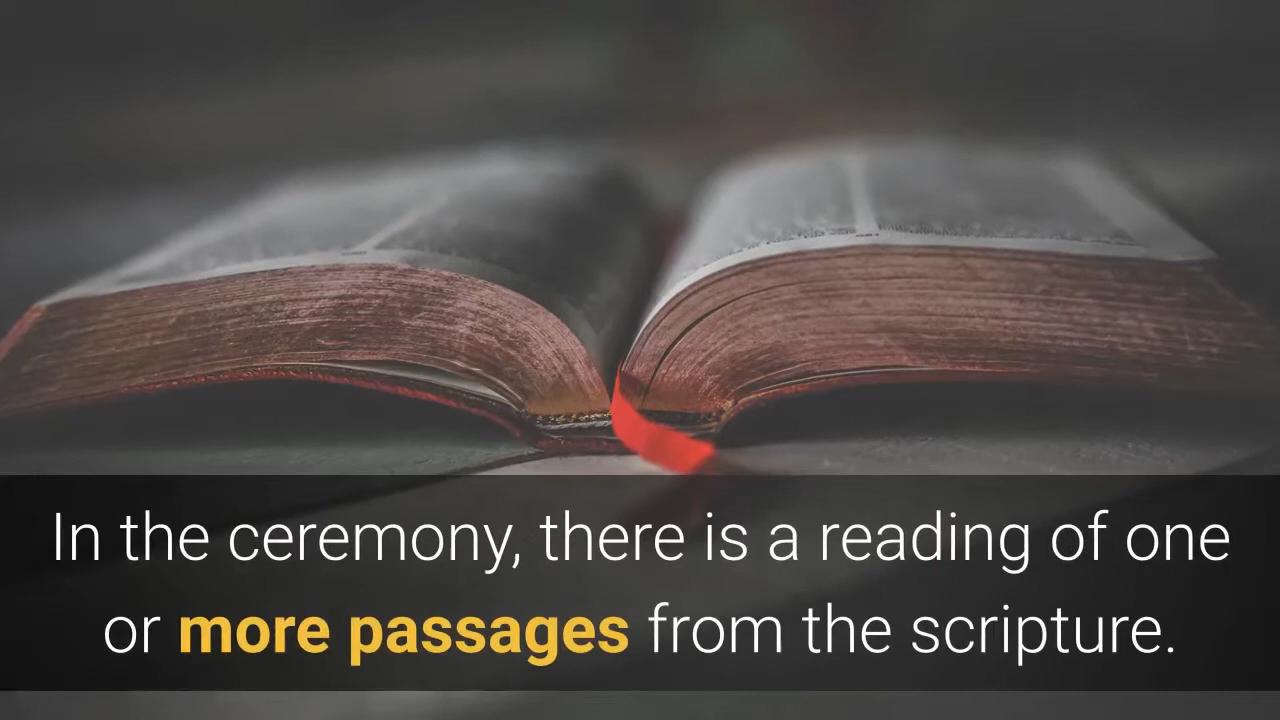 In the ceremony, there is a reading of one
or more passages from the scripture.